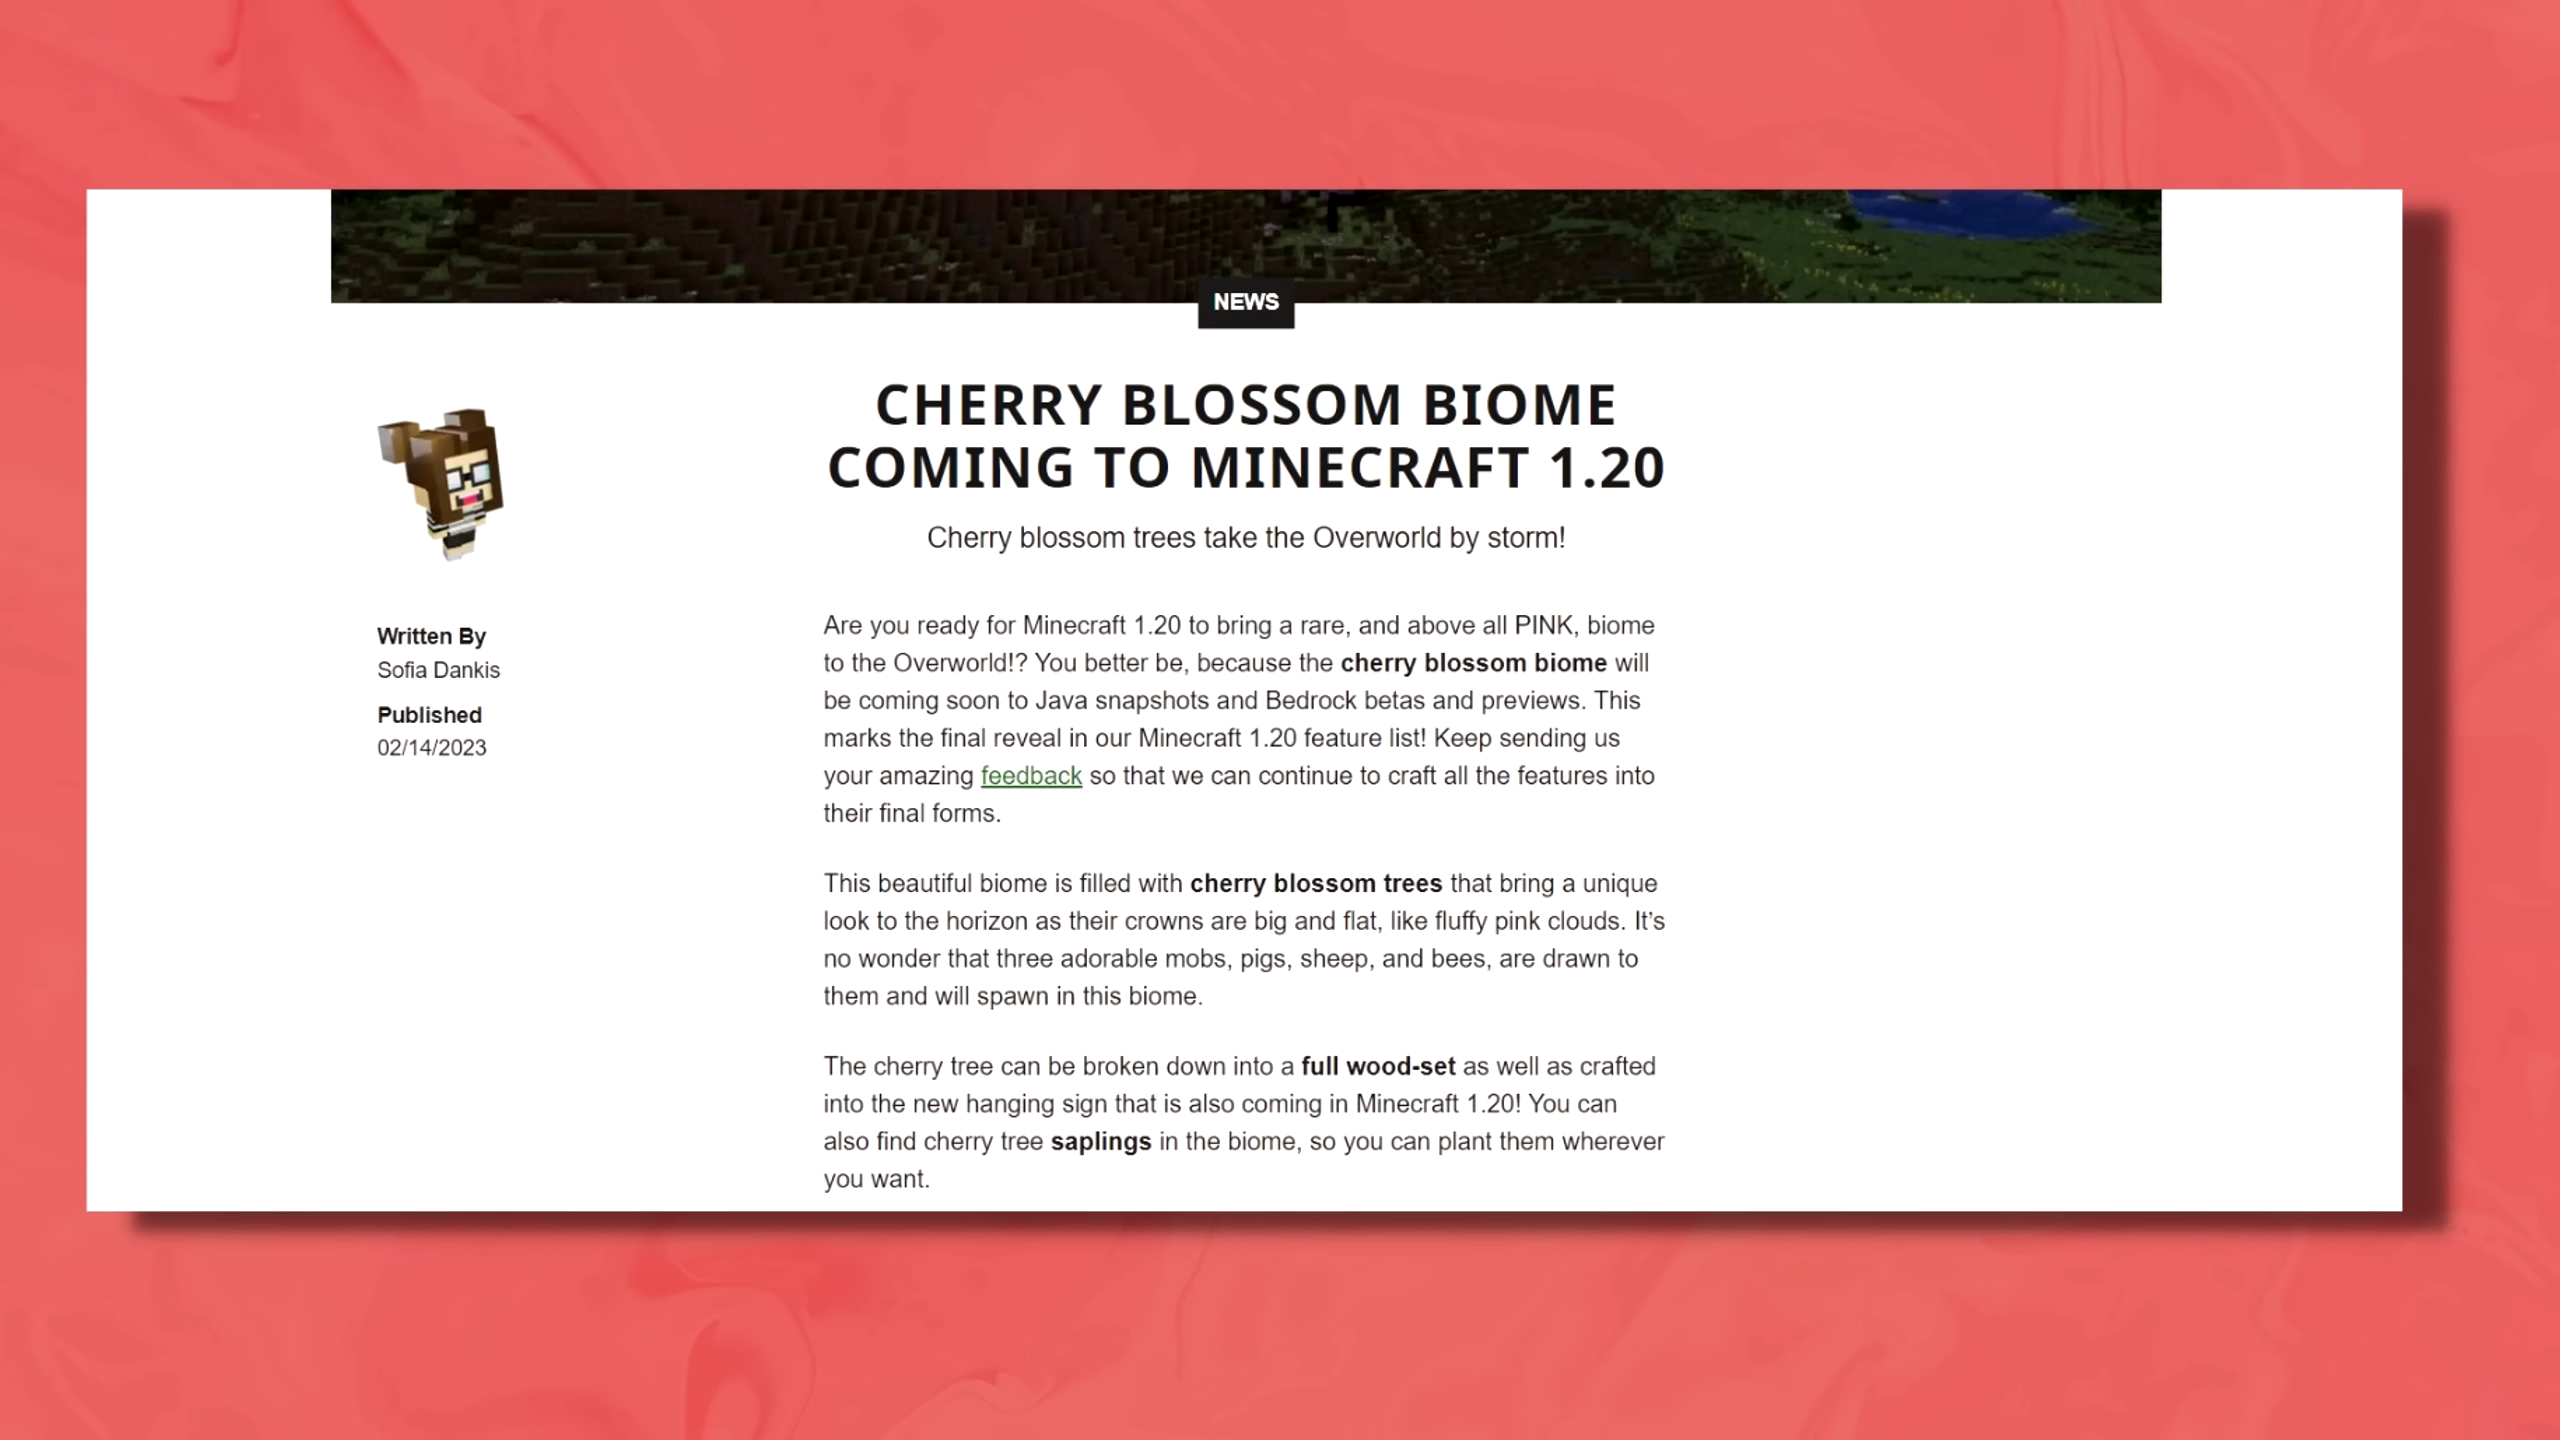 NEWS
CHERRY BLOSSOM BIOME
COMING TO MINECRAFT 1.20
Cherry blossom trees take the Overworld by storm!
Written By
Sofia Dankis
Published
02/14/2023
Are you ready for Minecraft 1.20 to bring a rare, and above all PINK, biome
to the Overworld!? You better be, because the cherry blossom biome will
be coming soon to Java snapshots and Bedrock betas and previews. This
marks the final reveal in our Minecraft 1.20 feature list! Keep sending us
your amazing feedback so that we can continue to craft all the features into
their final forms.
This beautiful biome is filled with cherry blossom trees that bring a unique
look to the horizon as their crowns are big and flat, like fluffy pink clouds. It’s
no wonder that three adorable mobs, pigs, sheep, and bees, are drawn to
them and will spawn in this biome.
The cherry tree can be broken down into a full wood-set as well as crafted
into the new hanging sign that is also coming in Minecraft 1.20! You can
also find cherry tree saplings in the biome, so you can plant them wherever
you want.